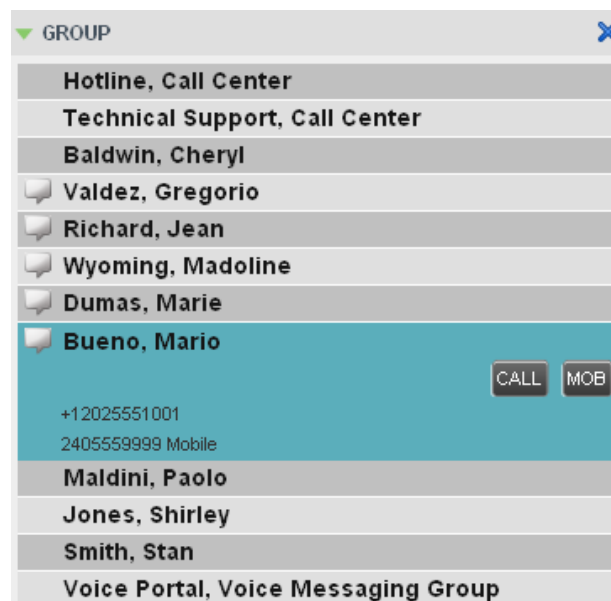 GROUP
Hotline, Call Center
Technical Support, Call Center
Baldwin, Cheryl
Valdez, Gregorio
Richard, Jean
Wyoming, Madoline
Dumas, Marie
Bueno, Mario
CALL MOB
+12025551001
2405559999 Mobile
Maldini, Paolo
Jones, Shirley
Smith, Stan
Voice Portal, Voice Messaging Group